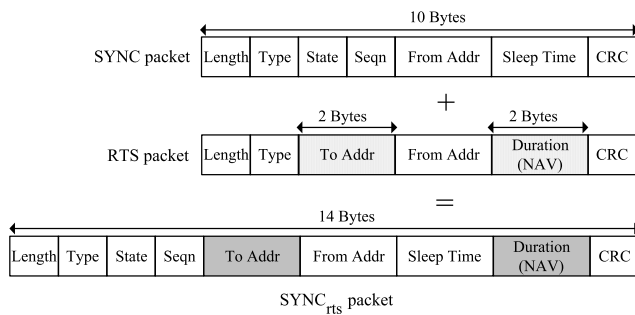 10 Bytes
SYNC packet Length Type State Seqn From Addr Sleep Time CRC
+
2 Bytes 2 Bytes
RTS packet Length Type To Addr From Addr Duration (NAV) CRC
=
14 Bytes
Length Type State Seqn To Addr From Addr Sleep Time Duration (NAV) CRC
SYNCrts packet